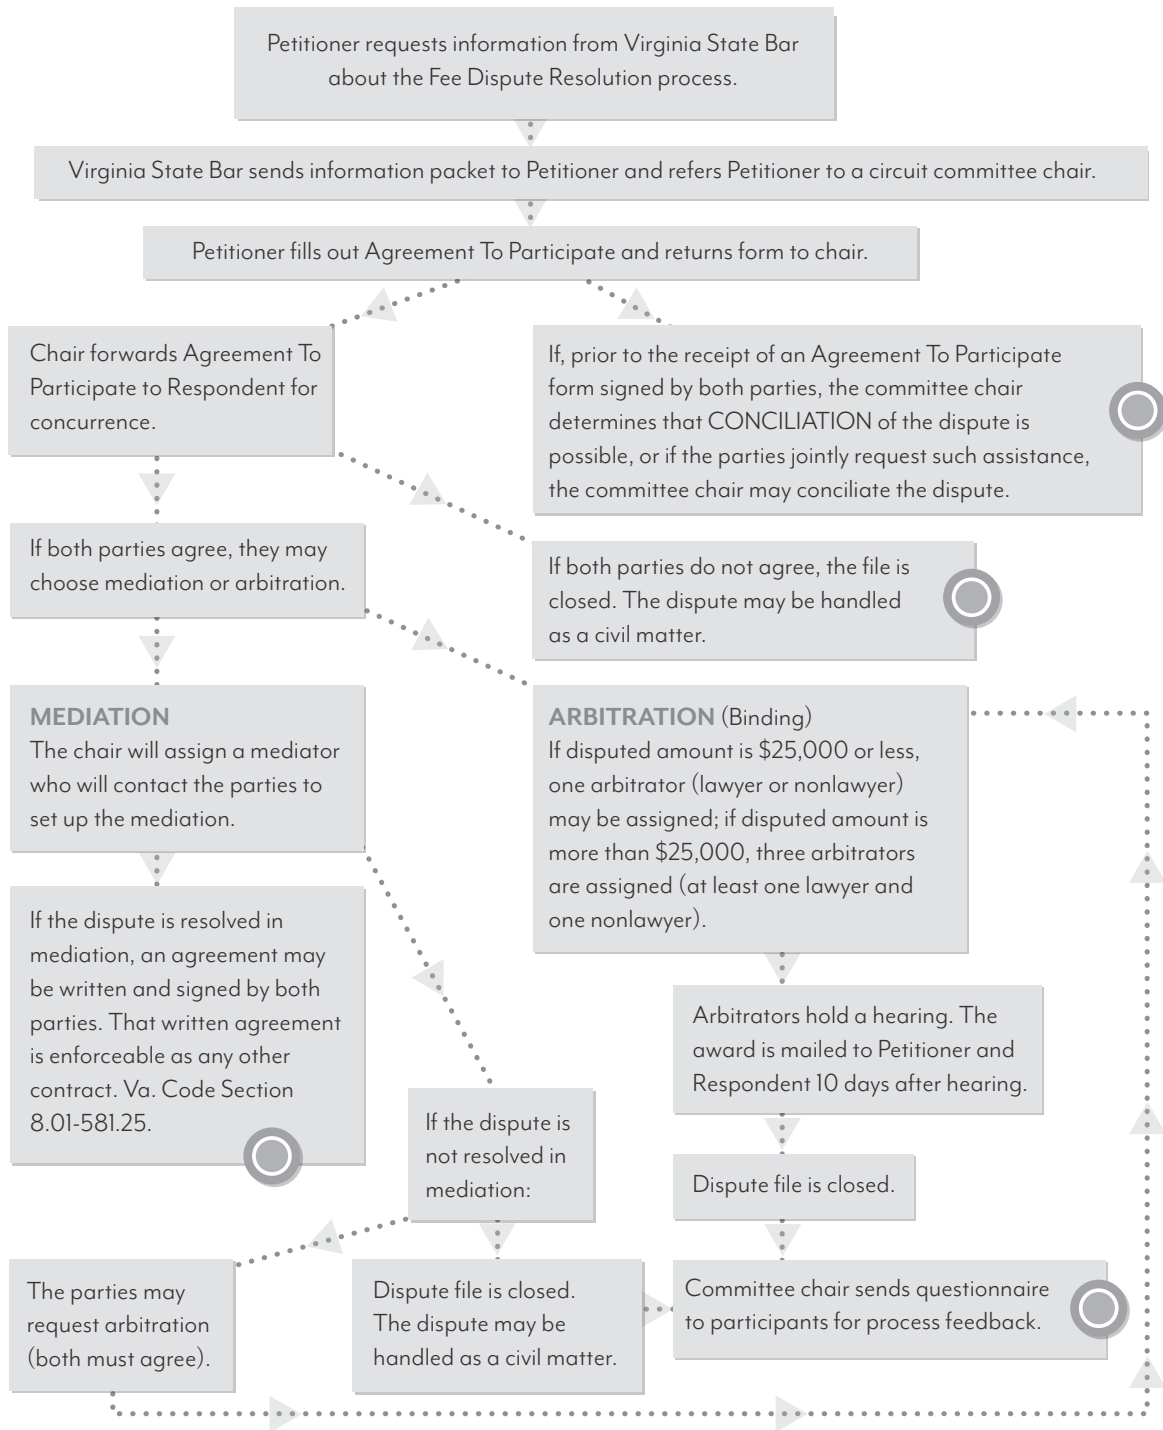 Petitioner requests information from Virginia State Bar
about the Fee Dispute Resolution process.
Virginia State Bar sends information packet to Petitioner and refers Petitioner to a circuit committee chair.
Petitioner fills out Agreement To Participate and returns form to chair.
Chair forwards Agreement To
Participate to Respondent for
concurrence.
If, prior to the receipt of an Agreement To Participate
form signed by both parties, the committee chair
determines that CONCILIATION of the dispute is
possible, or if the parties jointly request such assistance,
the committee chair may conciliate the dispute.
If both parties agree, they may
choose mediation or arbitration.
If both parties do not agree, the file is
closed. The dispute may be handled
as a civil matter.
MEDIATION
The chair will assign a mediator
who will contact the parties to
set up the mediation.
ARBITRATION (Binding)
If disputed amount is $25,000 or less,
one arbitrator (lawyer or nonlawyer)
may be assigned; if disputed amount is
more than $25,000, three arbitrators
are assigned (at least one lawyer and
one nonlawyer).
If the dispute is resolved in
mediation, an agreement may
be written and signed by both
parties. That written agreement
is enforceable as any other
contract. Va. Code Section
8.01-581.25.
Arbitrators hold a hearing. The
award is mailed to Petitioner and
Respondent 10 days after hearing.
If the dispute is
not resolved in
mediation:
Dispute file is closed.
The parties may
request arbitration
(both must agree).
Dispute file is closed.
The dispute may be
handled as a civil matter.
Committee chair sends questionnaire
to participants for process feedback.